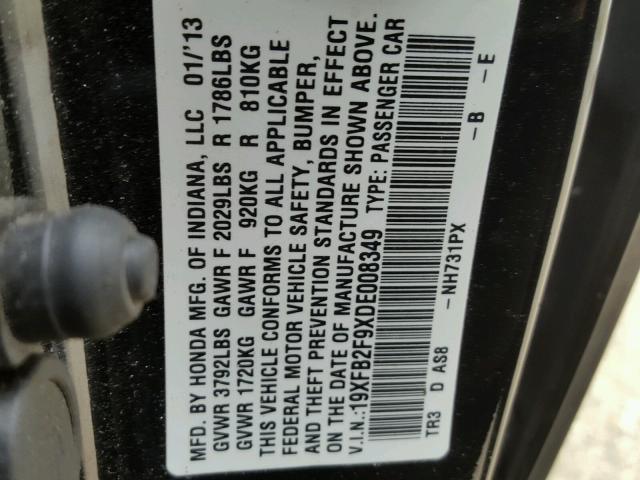 MFD. BY HONDA MFG. OF INDIANA, LLC 01/'13
GVWR 3792LBS GAWR F 2029LBS R 1786LBS
GVWR 1720KG GAWR F 920KG R 810KG
THIS VEHICLE CONFORMS TO ALL APPLICABLE
FEDERAL MOTOR VEHICLE SAFETY, BUMPER,
AND THEFT PREVENTION STANDARDS IN EFFECT
ON THE DATE OF MANUFACTURE SHOWN ABOVE.
V.I.N.:19XFB2F9XDE008349 TYPE: PASSENGER CAR
TR3 D AS8 -NH731PX -B -E